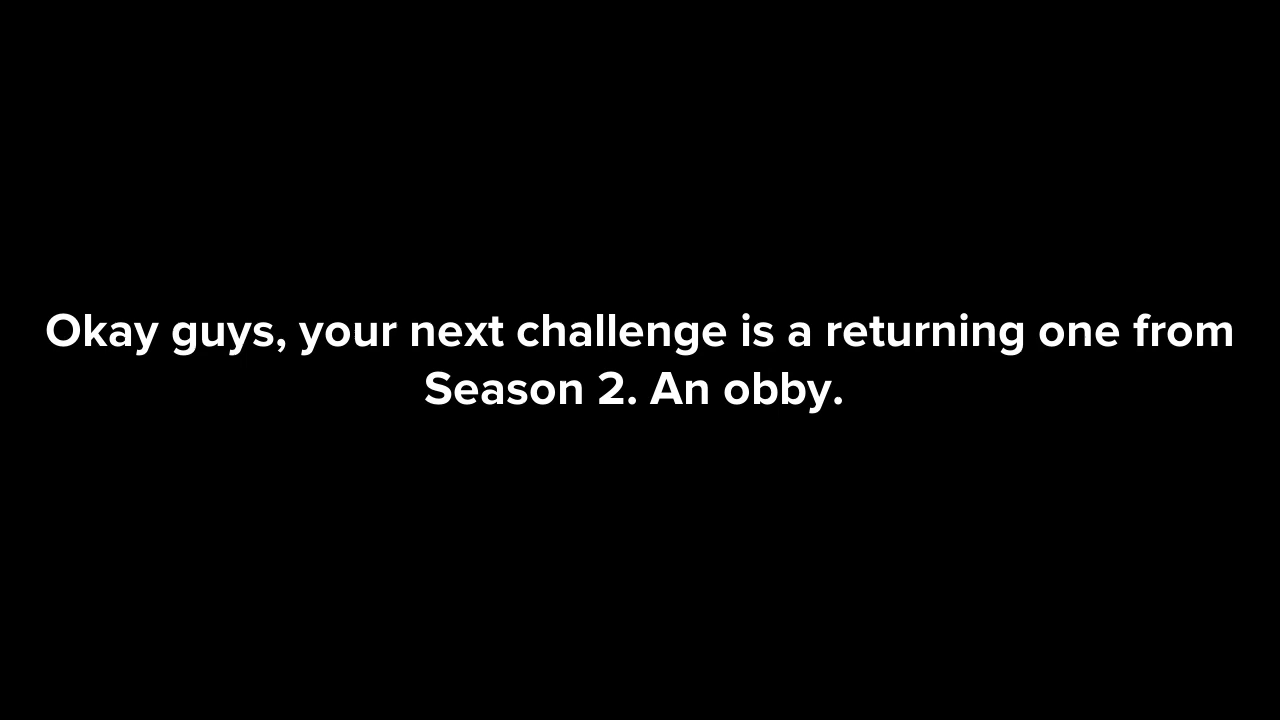 Okay guys, your next challenge is a returning one from
Season 2. An obby.